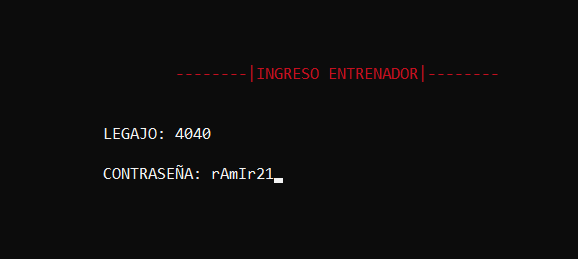 --------|INGRESO ENTRENADOR|--------
LEGAJO: 4040
CONTRASEÑA: rAmIr21